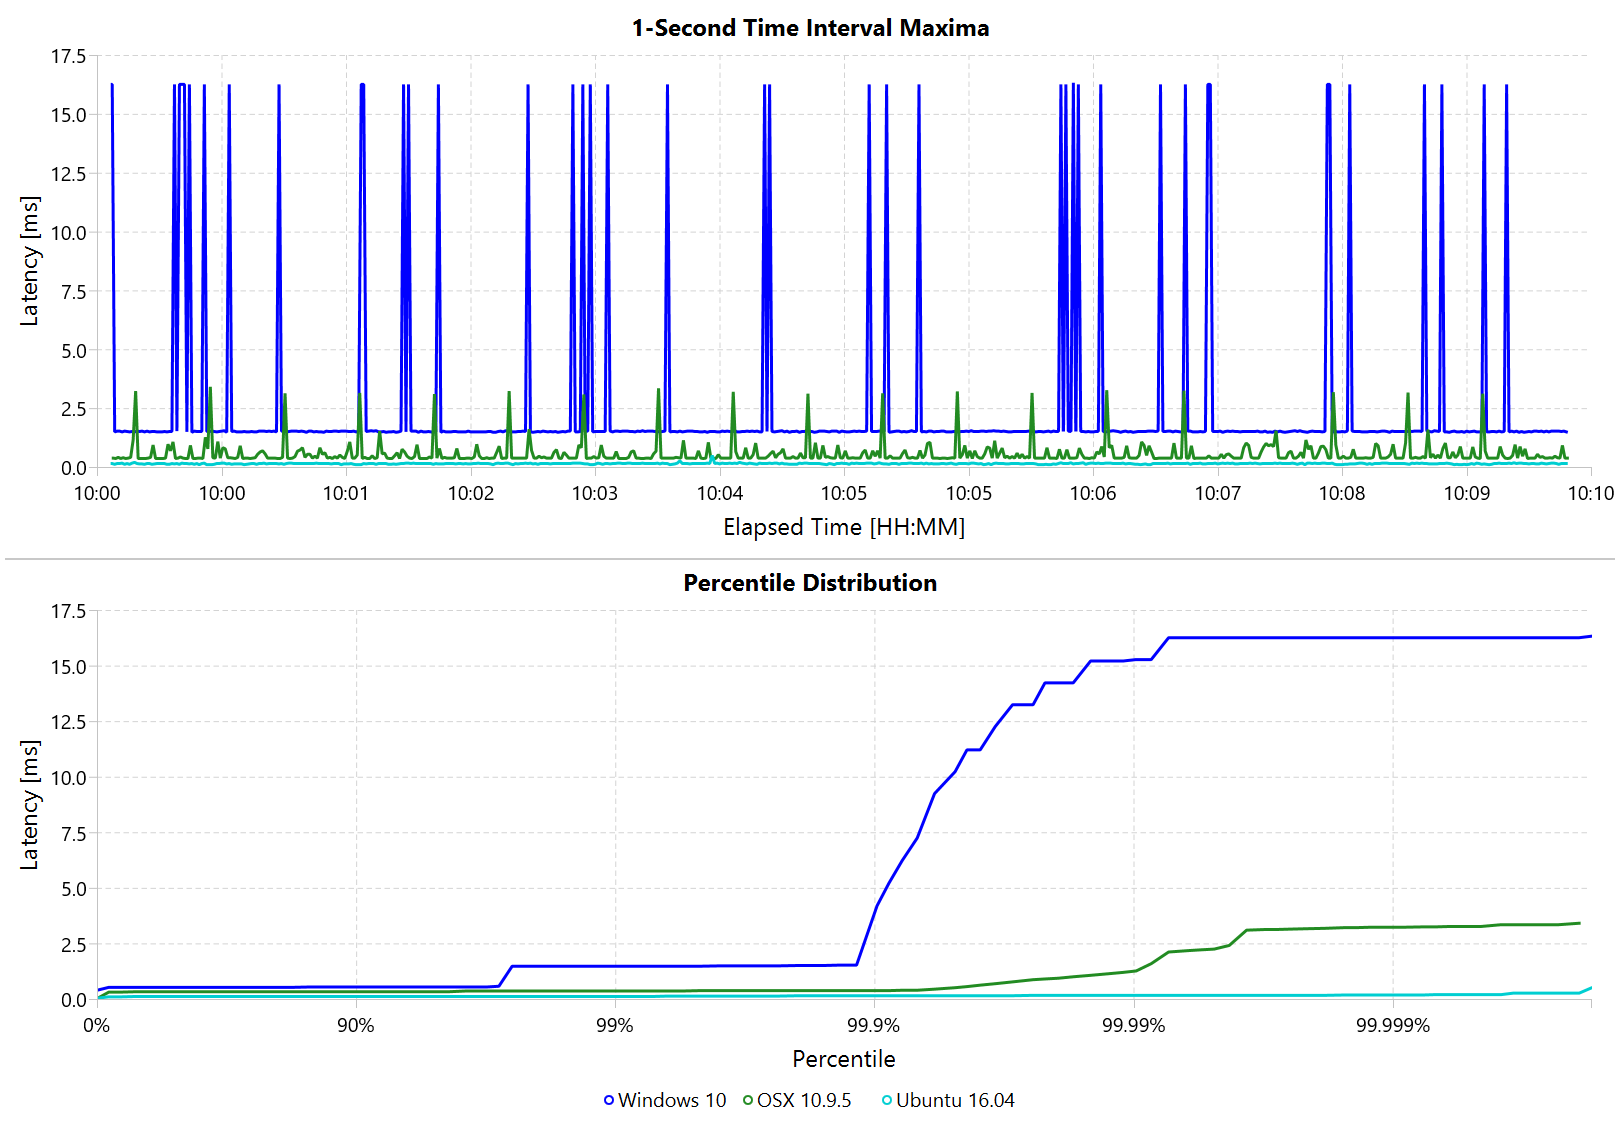 1-Second Time Interval Maxima
17.5
15.0
12.5
10.0
7.5
5.0
2.5
0.0
Latency [ms]
10:00 10:00 10:01 10:02 10:03 10:04 10:05 10:05 10:06 10:07 10:08 10:09 10:10
Elapsed Time [HH:MM]
Percentile Distribution
17.5
15.0
12.5
10.0
7.5
5.0
2.5
0.0
Latency [ms]
0% 90% 99% 99.9% 99.99% 99.999%
Percentile
Windows 10 OSX 10.9.5 Ubuntu 16.04